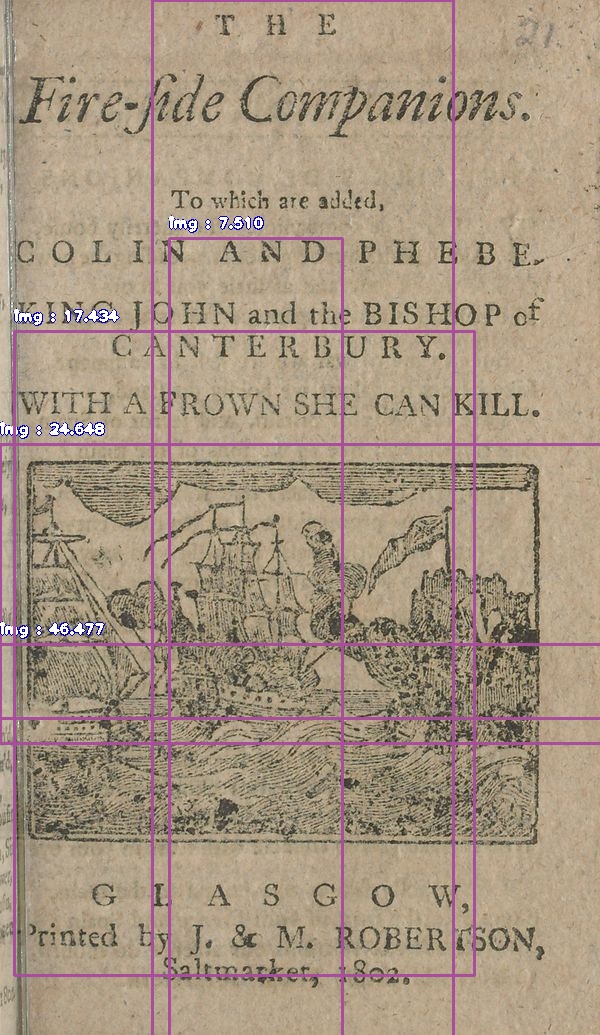 THE
21.
Fire-ſide Companions.
To which are added,
COLIN AND PHEBE.
Img : 7.510
KING JOHN and the BISHOP of
Img : 17.434
CANTERBURY.
WITH A FROWN SHE CAN KILL.
Img : 24.648
Img : 46.477
GLASGOW,
Printed by J. & M. ROBERTSON,
Saltmarket, 1802.